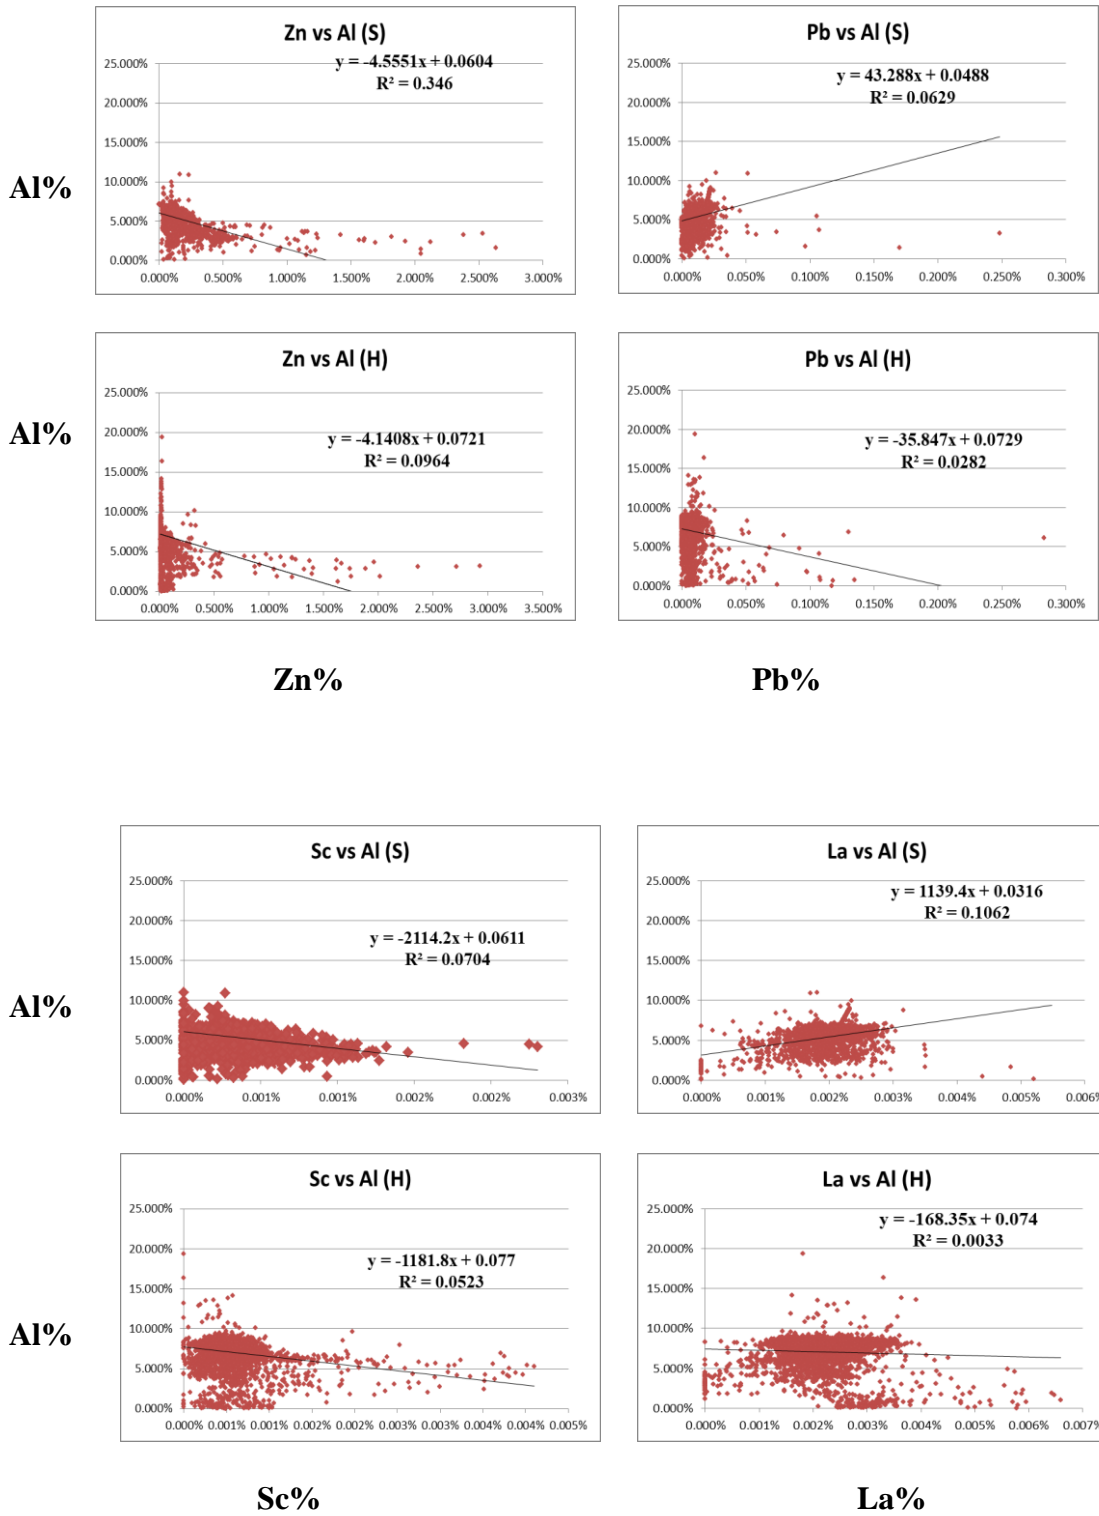 Zn vs Al (S)
y = -4.5551x + 0.0604
R² = 0.346
25.000%
20.000%
15.000%
10.000%
5.000%
0.000%
0.000% 0.500% 1.000% 1.500% 2.000% 2.500% 3.000%
Pb vs Al (S)
y = 43.288x + 0.0488
R² = 0.0629
25.000%
20.000%
15.000%
10.000%
5.000%
0.000%
0.000% 0.050% 0.100% 0.150% 0.200% 0.250% 0.300%
Al%
Zn vs Al (H)
y = -4.1408x + 0.0721
R² = 0.0964
25.000%
20.000%
15.000%
10.000%
5.000%
0.000%
0.000% 0.500% 1.000% 1.500% 2.000% 2.500% 3.000% 3.500%
Pb vs Al (H)
y = -35.847x + 0.0729
R² = 0.0282
25.000%
20.000%
15.000%
10.000%
5.000%
0.000%
0.000% 0.050% 0.100% 0.150% 0.200% 0.250% 0.300%
Al%
Zn% Pb%
Sc vs Al (S)
y = -2114.2x + 0.0611
R² = 0.0704
25.000%
20.000%
15.000%
10.000%
5.000%
0.000%
0.000% 0.001% 0.001% 0.002% 0.002% 0.003%
La vs Al (S)
y = 1139.4x + 0.0316
R² = 0.1062
25.000%
20.000%
15.000%
10.000%
5.000%
0.000%
0.000% 0.001% 0.002% 0.003% 0.004% 0.005% 0.006%
Al%
Sc vs Al (H)
y = -1181.8x + 0.077
R² = 0.0523
25.000%
20.000%
15.000%
10.000%
5.000%
0.000%
0.000% 0.001% 0.001% 0.002% 0.002% 0.003% 0.003% 0.004% 0.004% 0.005%
La vs Al (H)
y = -168.35x + 0.074
R² = 0.0033
25.000%
20.000%
15.000%
10.000%
5.000%
0.000%
0.000% 0.001% 0.002% 0.003% 0.004% 0.005% 0.006% 0.007%
Al%
Sc% La%